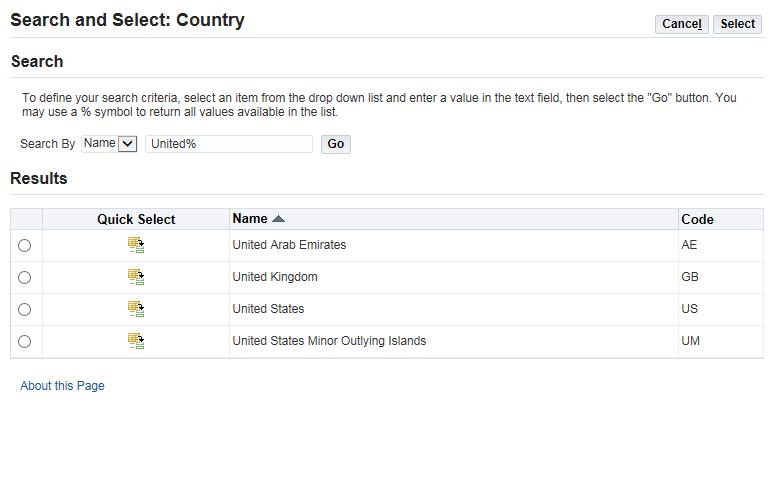 Search and Select: Country
Cancel Select
Search
To define your search criteria, select an item from the drop down list and enter a value in the text field, then select the "Go" button. You
may use a % symbol to return all values available in the list.
Search By Name United% Go
Results
Quick Select Name Code
United Arab Emirates AE
United Kingdom GB
United States US
United States Minor Outlying Islands UM
About this Page